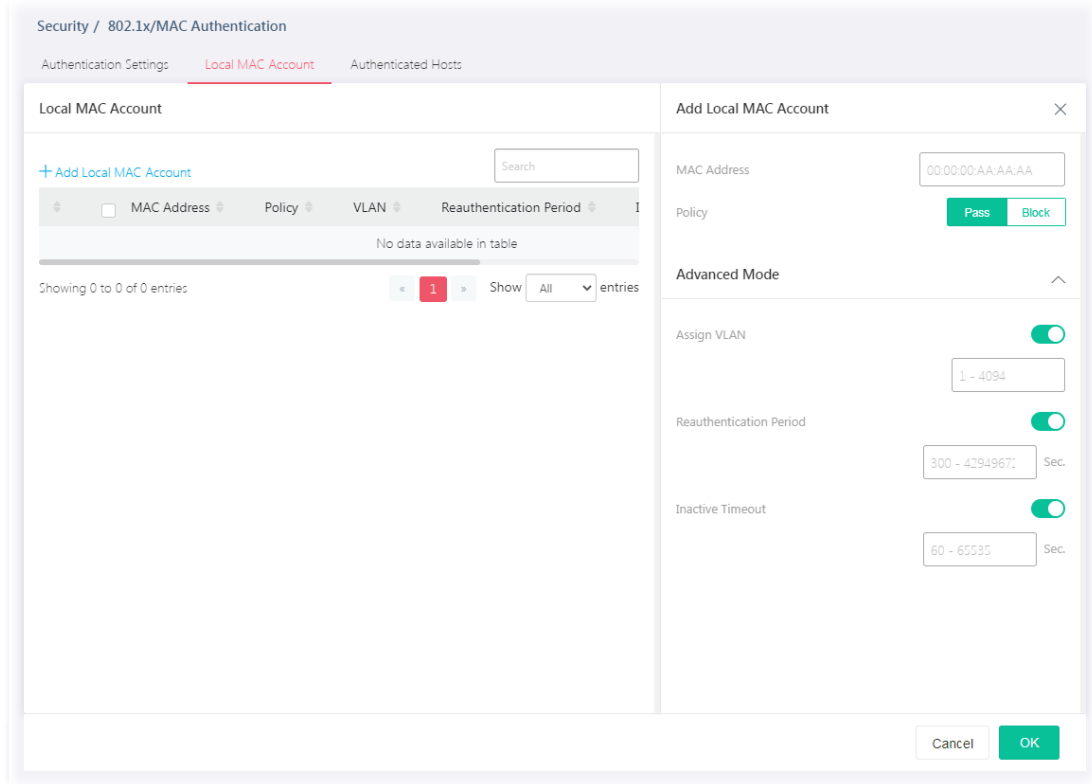 Security / 802.1x/MAC Authentication
Authentication Settings Local MAC Account Authenticated Hosts
Local MAC Account
+ Add Local MAC Account
Search
MAC Address Policy VLAN Reauthentication Period
No data available in table
Showing 0 to 0 of 0 entries
« 1 » Show All entries
Add Local MAC Account
MAC Address 00:00:00:AA:AA:AA
Policy Pass Block
Advanced Mode
Assign VLAN
1 - 4094
Reauthentication Period
300 - 4294967 Sec.
Inactive Timeout
60 - 65535 Sec.
Cancel OK